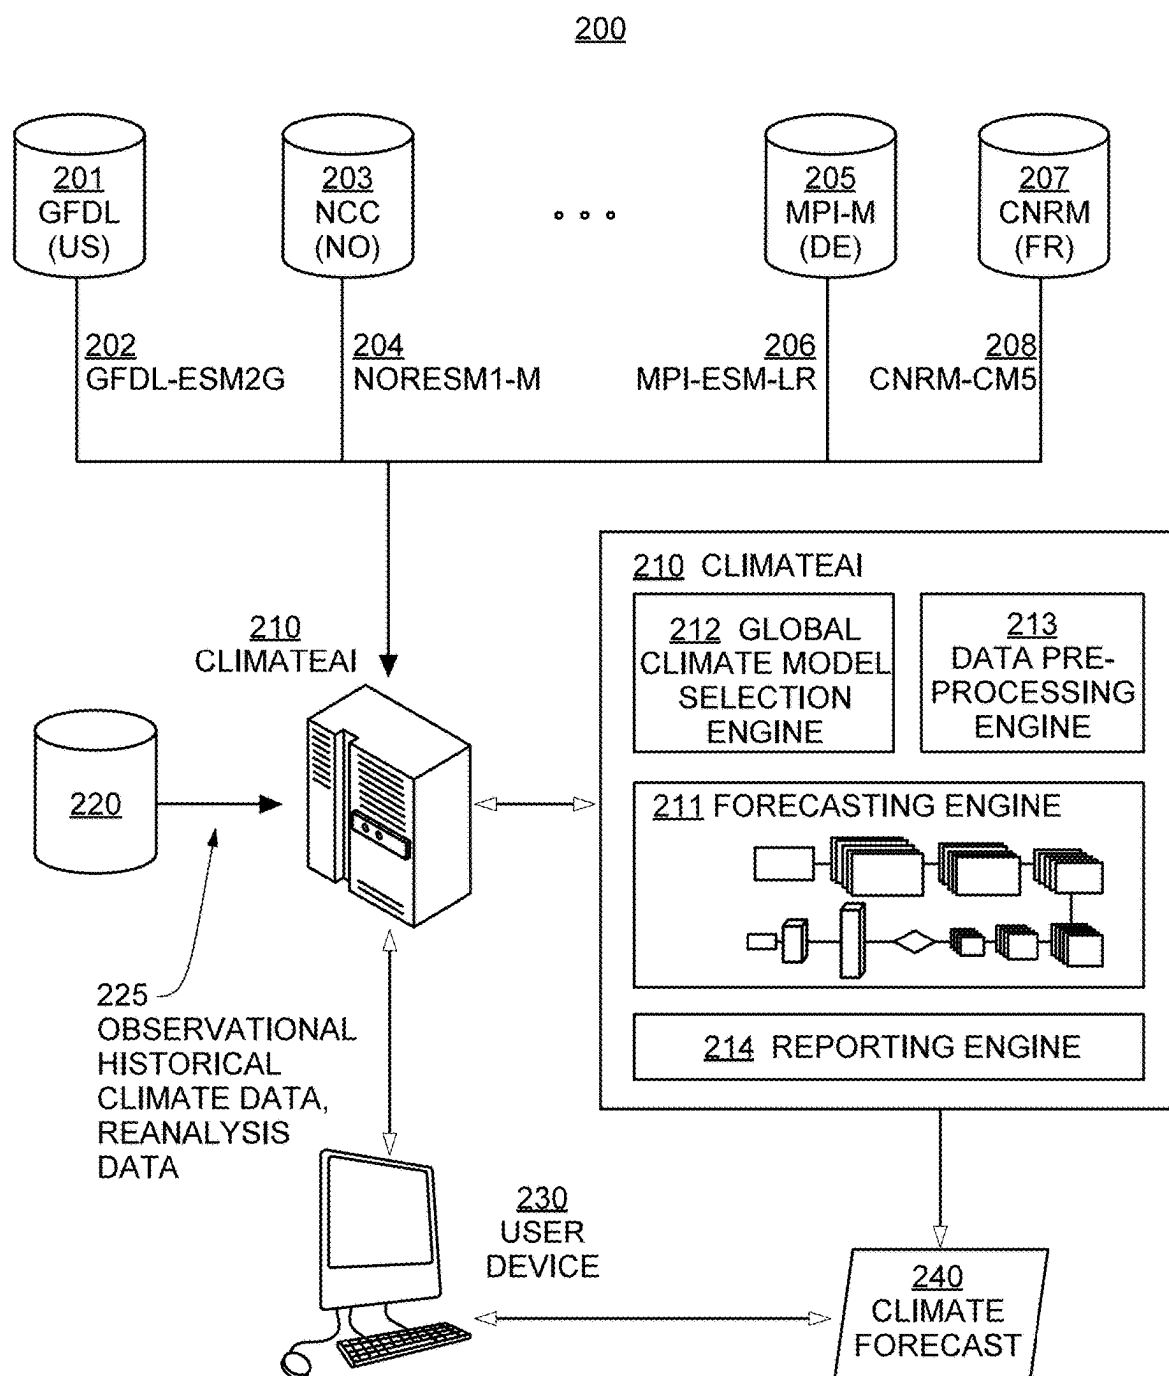 200
201
GFDL
(US)
203
NCC
(NO)
205
MPI-M
(DE)
207
CNRM
(FR)
202
GFDL-ESM2G
204
NORESM1-M
206
MPI-ESM-LR
208
CNRM-CM5
210
CLIMATEAI
220
225
OBSERVATIONAL
HISTORICAL
CLIMATE DATA,
REANALYSIS
DATA
210 CLIMATEAI
212 GLOBAL
CLIMATE MODEL
SELECTION
ENGINE
213
DATA PRE-
PROCESSING
ENGINE
211 FORECASTING ENGINE
214 REPORTING ENGINE
230
USER
DEVICE
240
CLIMATE
FORECAST